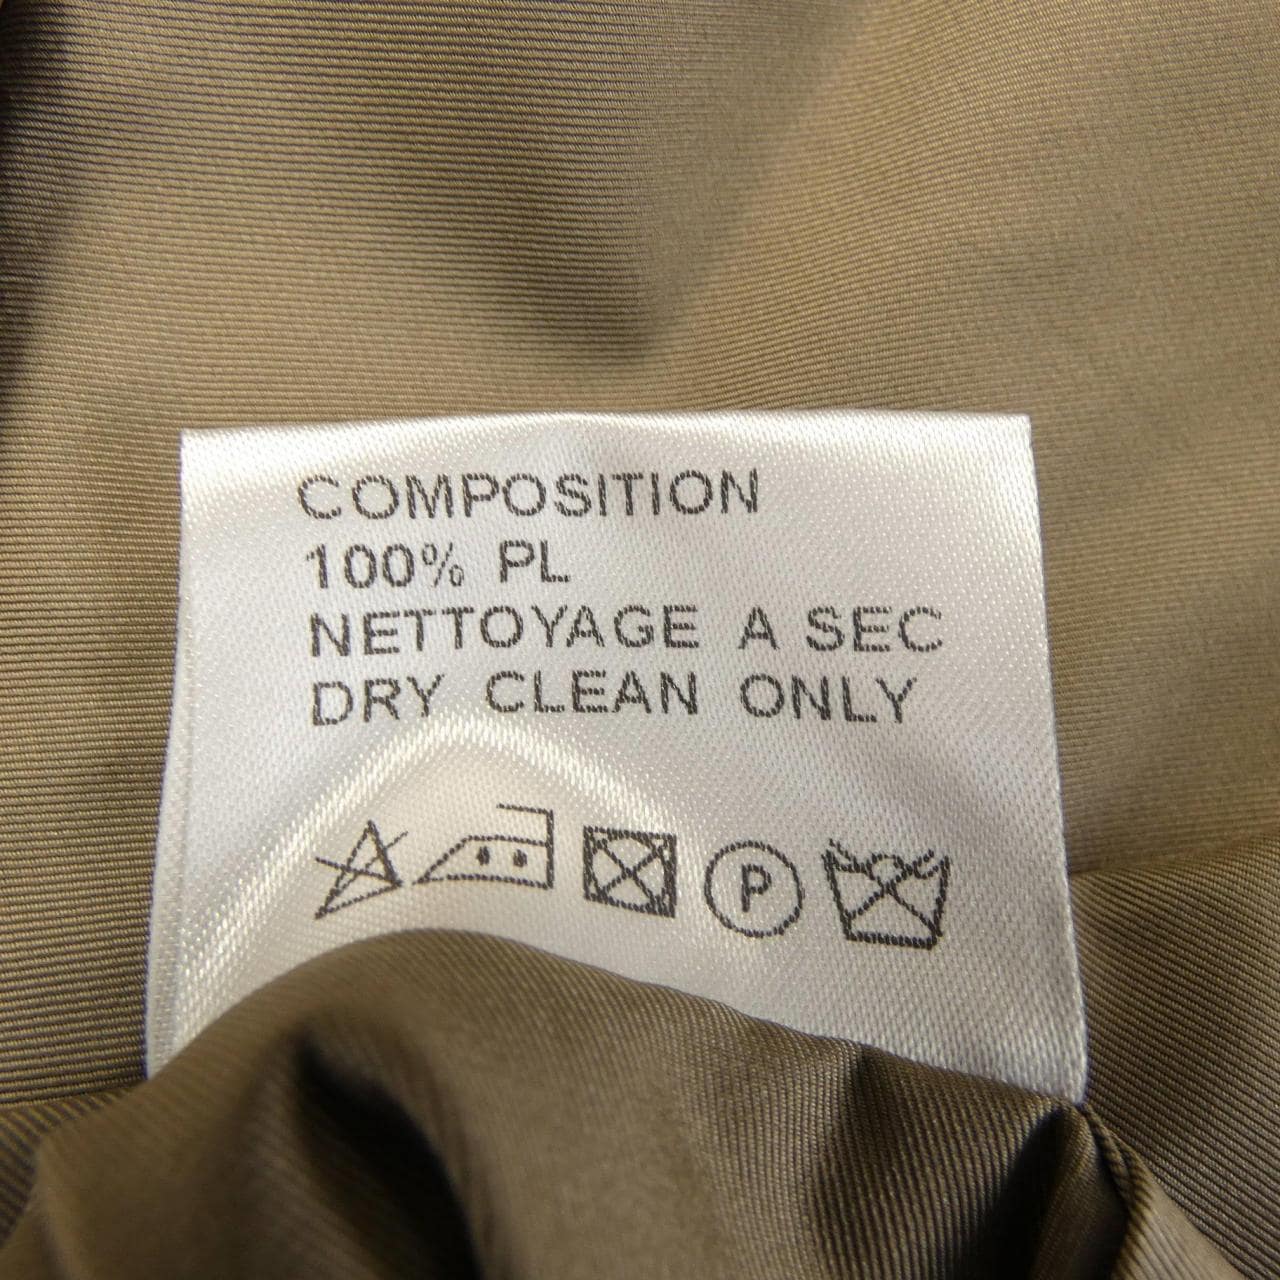 COMPOSITION
100% PL
NETTOYAGE A SEC
DRY CLEAN ONLY
P